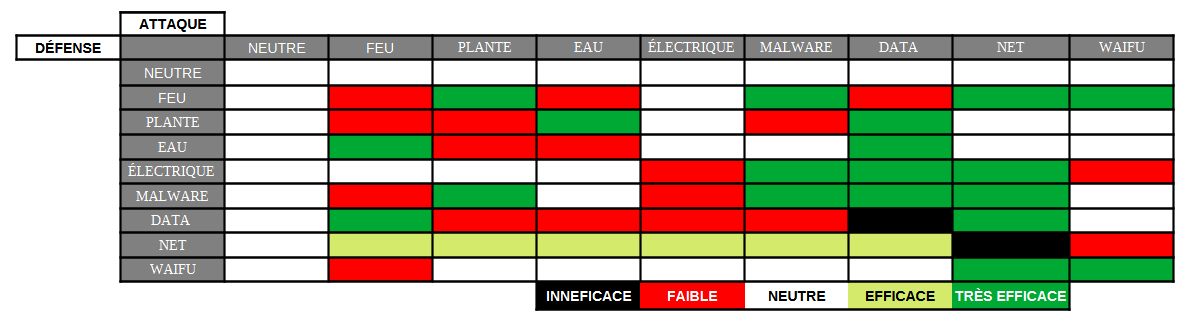 ATTAQUE
DÉFENSE NEUTRE FEU PLANTE EAU ÉLECTRIQUE MALWARE DATA NET WAIFU
NEUTRE
FEU
PLANTE
EAU
ÉLECTRIQUE
MALWARE
DATA
NET
WAIFU
INNEFICACE FAIBLE NEUTRE EFFICACE TRÈS EFFICACE